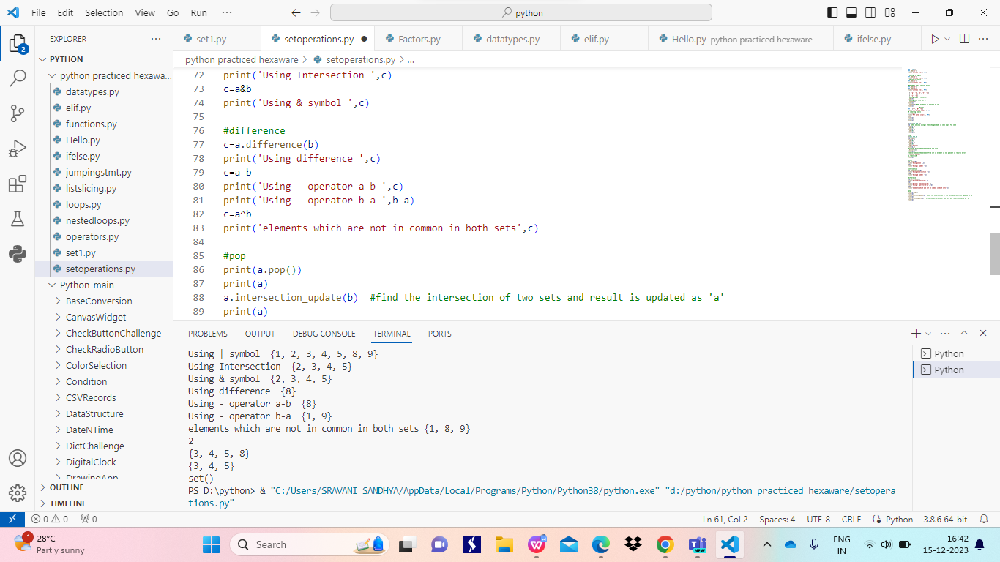 File Edit Selection View Go Run ···
python
EXPLORER ···
set1.py setoperations.py Factors.py datatypes.py elif.py Hello.py python practiced hexaware ifelse.py ···
python practiced hexaware > setoperations.py > ...
2
PYTHON
python practiced hexawa...
datatypes.py
elif.py
functions.py
Hello.py
ifelse.py
jumpingstmt.py
listslicing.py
loops.py
nestedloops.py
operators.py
set1.py
setoperations.py
Python-main
BaseConversion
CanvasWidget
CheckButtonChallenge
CheckRadioButton
ColorSelection
Condition
CSVRecords
DataStructure
DateNTime
DictChallenge
DigitalClock
DrawingApp
OUTLINE
TIMELINE
72 print('Using Intersection ',c)
73 c=a&b
74 print('Using & symbol ',c)
75
76 #difference
77 c=a.difference(b)
78 print('Using difference ',c)
79 c=a-b
80 print('Using - operator a-b ',c)
81 print('Using - operator b-a ',b-a)
82 c=a^b
83 print('elements which are not in common in both sets',c)
84
85 #pop
86 print(a.pop())
87 print(a)
88 a.intersection_update(b)  #find the intersection of two sets and result is updated as 'a'
89 print(a)
PROBLEMS OUTPUT DEBUG CONSOLE TERMINAL PORTS ···
Using | symbol  {1, 2, 3, 4, 5, 8, 9}
Using Intersection  {2, 3, 4, 5}
Using & symbol  {2, 3, 4, 5}
Using difference  {8}
Using - operator a-b  {8}
Using - operator b-a  {1, 9}
elements which are not in common in both sets {1, 8, 9}
2
{3, 4, 5, 8}
{3, 4, 5}
set()
PS D:\python> & "C:/Users/SRAVANI SANDHYA/AppData/Local/Programs/Python/Python38/python.exe" "d:/python/python practiced hexaware/setopera
tions.py"
Python
Python
0 0 0 Ln 61, Col 2 Spaces: 4 UTF-8 CRLF Python 3.8.6 64-bit
1
28°C
Partly sunny
Search
NEW
ENG
IN
16:42
15-12-2023